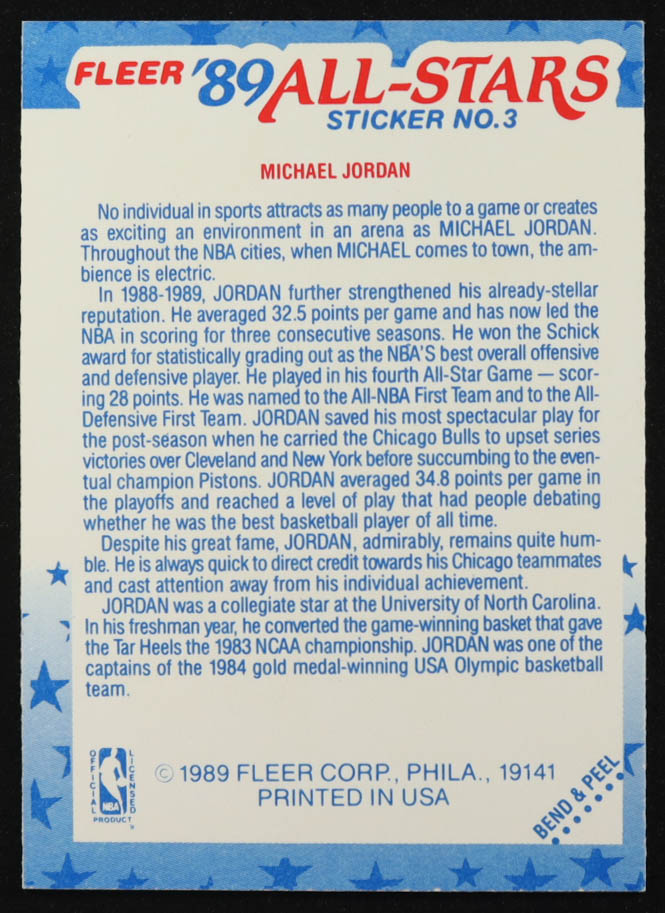 FLEER '89 ALL-STARS
STICKER NO.3
MICHAEL JORDAN
No individual in sports attracts as many people to a game or creates
as exciting an environment in an arena as MICHAEL JORDAN.
Throughout the NBA cities, when MICHAEL comes to town, the am-
bience is electric.
In 1988-1989, JORDAN further strengthened his already-stellar
reputation. He averaged 32.5 points per game and has now led the
NBA in scoring for three consecutive seasons. He won the Schick
award for statistically grading out as the NBA'S best overall offensive
and defensive player. He played in his fourth All-Star Game — scor-
ing 28 points. He was named to the All-NBA First Team and to the All-
Defensive First Team. JORDAN saved his most spectacular play for
the post-season when he carried the Chicago Bulls to upset series
victories over Cleveland and New York before succumbing to the even-
tual champion Pistons. JORDAN averaged 34.8 points per game in
the playoffs and reached a level of play that had people debating
whether he was the best basketball player of all time.
Despite his great fame, JORDAN, admirably, remains quite hum-
ble. He is always quick to direct credit towards his Chicago teammates
and cast attention away from his individual achievement.
JORDAN was a collegiate star at the University of North Carolina.
In his freshman year, he converted the game-winning basket that gave
the Tar Heels the 1983 NCAA championship. JORDAN was one of the
captains of the 1984 gold medal-winning USA Olympic basketball
team.
OFFICIAL
LICENSED
NBA
PRODUCT
© 1989 FLEER CORP., PHILA., 19141
PRINTED IN USA
BEND & PEEL